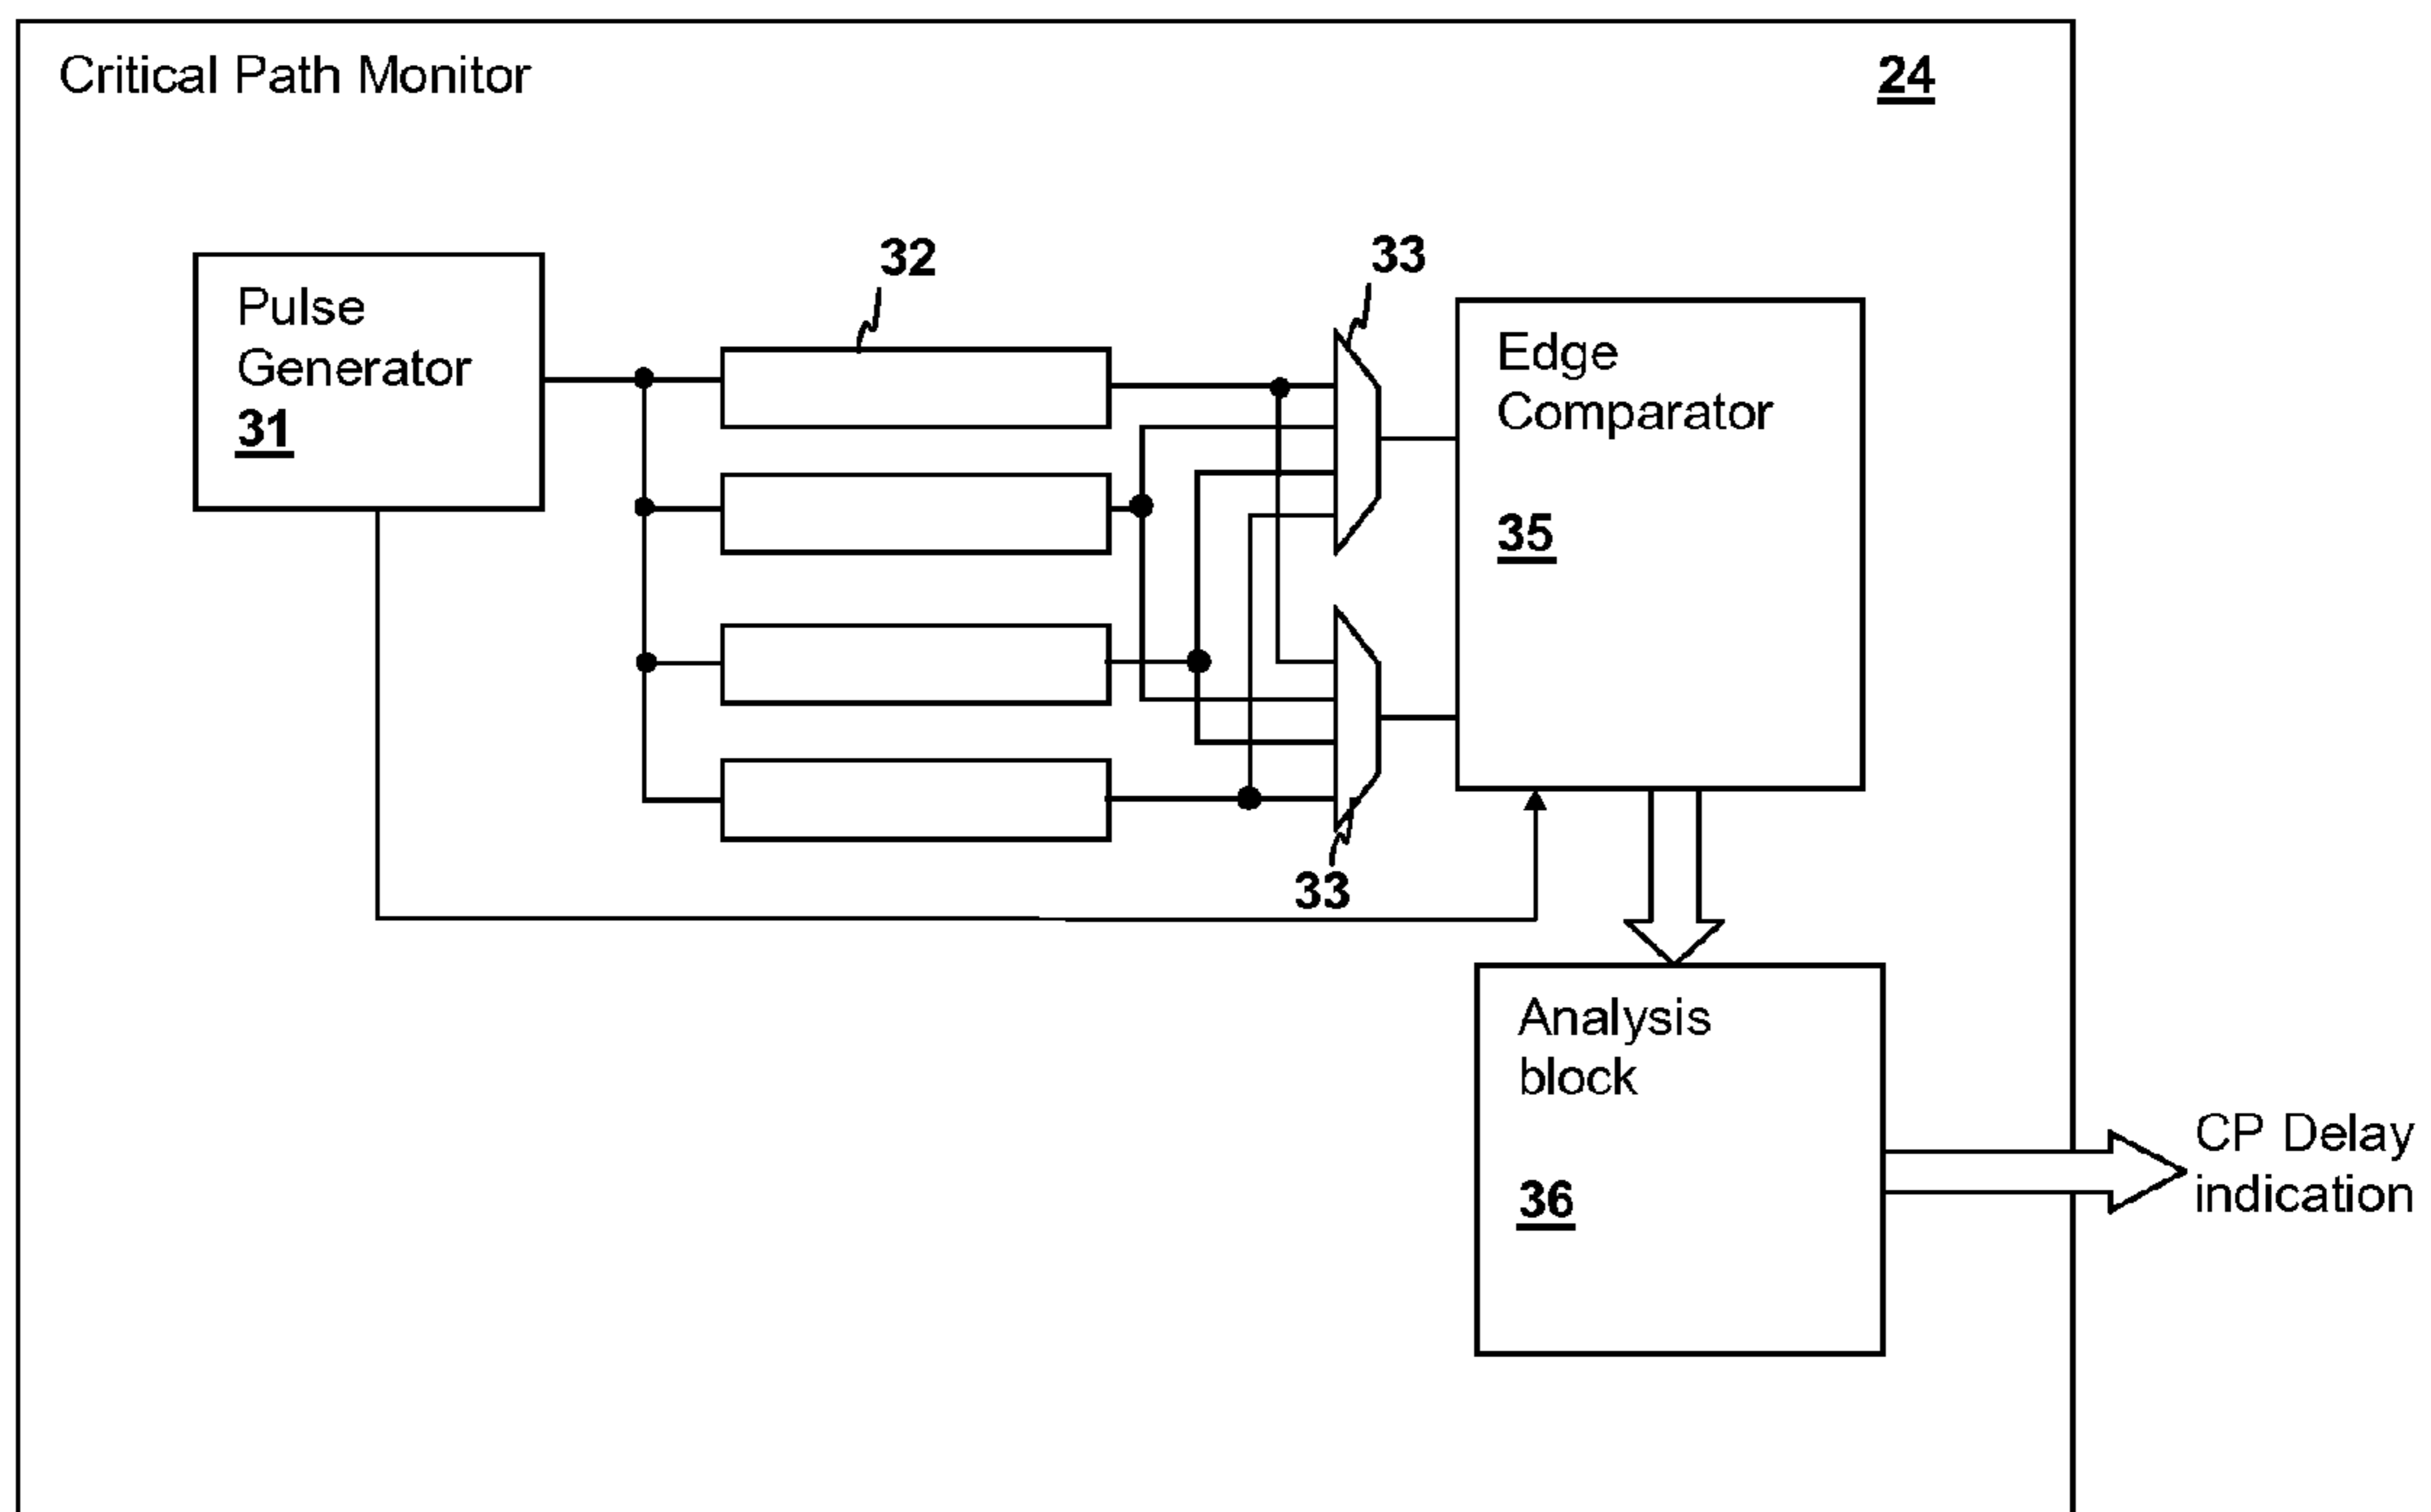 Critical Path Monitor
24
32
33
Pulse
Generator
31
Edge
Comparator
35
33
Analysis
block
36
CP Delay
indication